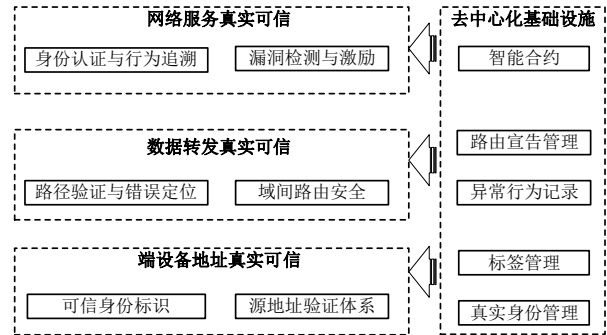 网络服务真实可信
身份认证与行为追溯
漏洞检测与激励
数据转发真实可信
路径验证与错误定位
域间路由安全
端设备地址真实可信
可信身份标识
源地址验证体系
去中心化基础设施
智能合约
路由宣告管理
异常行为记录
标签管理
真实身份管理